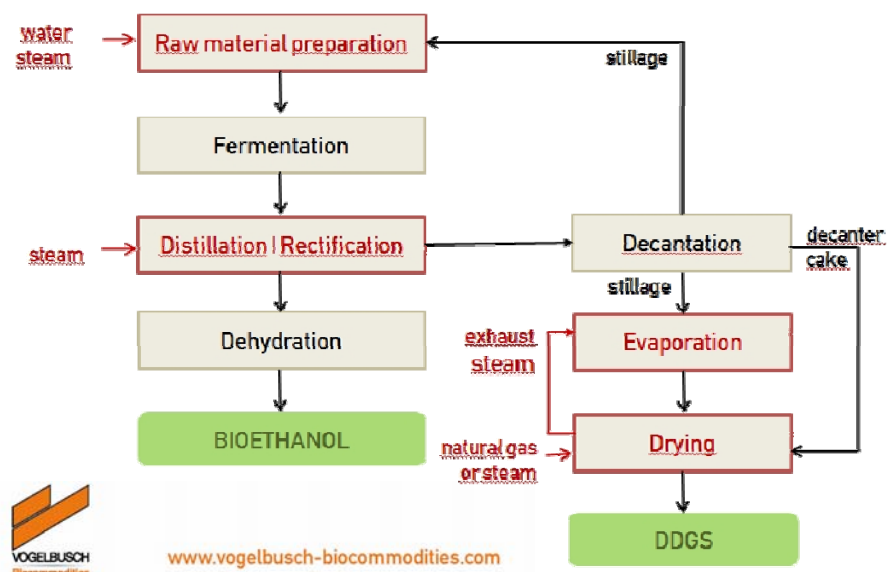 water
steam
Raw material preparation
stillage
Fermentation
steam
Distillation | Rectification
Decantation
decanter
cake
stillage
Dehydration
exhaust
steam
Evaporation
BIOETHANOL
natural gas
or steam
Drying
VOGELBUSCH
Biocommodities
www.vogelbusch-biocommodities.com
DDGS